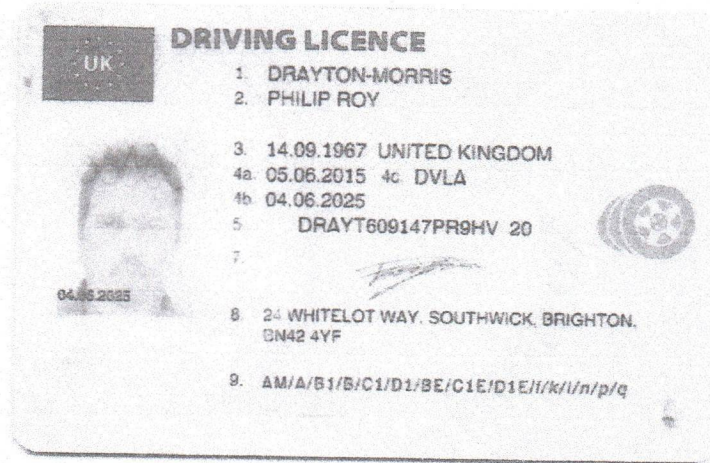 UK
DRIVING LICENCE
1. DRAYTON-MORRIS
2. PHILIP ROY
3. 14.09.1967 UNITED KINGDOM
4a. 05.06.2015 4c. DVLA
4b. 04.06.2025
5. DRAYT609147PR9HV 20
7.
04.06.2025
8. 24 WHITELOT WAY, SOUTHWICK, BRIGHTON,
BN42 4YF
9. AM/A/B1/B/C1/D1/BE/C1E/D1E/f/k/l/n/p/q